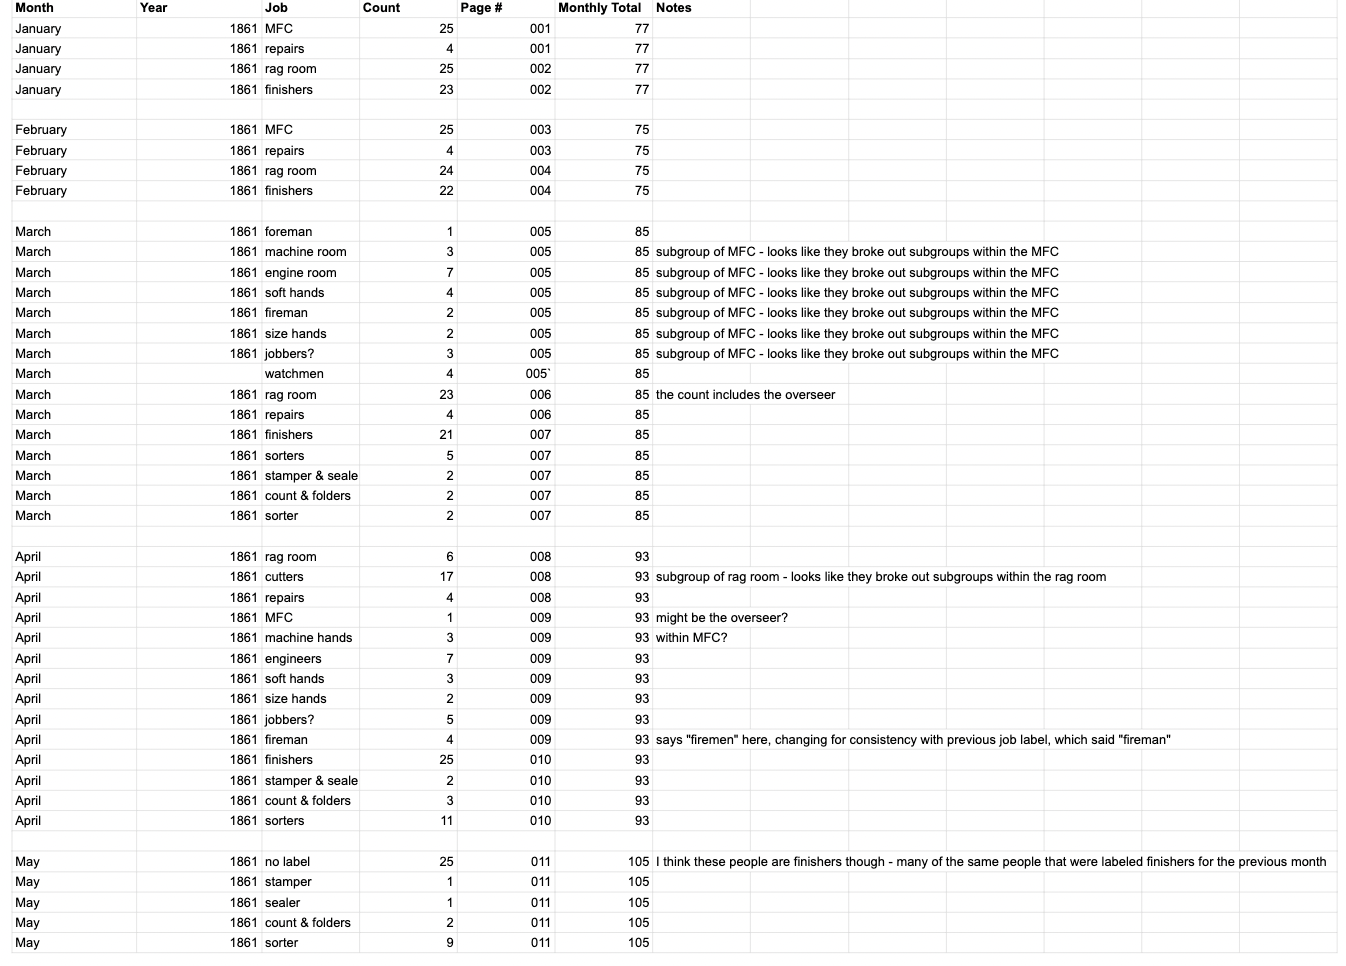 Month Year Job Count Page # Monthly Total Notes
January 1861 MFC 25 001 77
January 1861 repairs 4 001 77
January 1861 rag room 25 002 77
January 1861 finishers 23 002 77
February 1861 MFC 25 003 75
February 1861 repairs 4 003 75
February 1861 rag room 24 004 75
February 1861 finishers 22 004 75
March 1861 foreman 1 005 85
March 1861 machine room 3 005 85 subgroup of MFC - looks like they broke out subgroups within the MFC
March 1861 engine room 7 005 85 subgroup of MFC - looks like they broke out subgroups within the MFC
March 1861 soft hands 4 005 85 subgroup of MFC - looks like they broke out subgroups within the MFC
March 1861 fireman 2 005 85 subgroup of MFC - looks like they broke out subgroups within the MFC
March 1861 size hands 2 005 85 subgroup of MFC - looks like they broke out subgroups within the MFC
March 1861 jobbers? 3 005 85 subgroup of MFC - looks like they broke out subgroups within the MFC
March watchmen 4 005` 85
March 1861 rag room 23 006 85 the count includes the overseer
March 1861 repairs 4 006 85
March 1861 finishers 21 007 85
March 1861 sorters 5 007 85
March 1861 stamper & seale 2 007 85
March 1861 count & folders 2 007 85
March 1861 sorter 2 007 85
April 1861 rag room 6 008 93
April 1861 cutters 17 008 93 subgroup of rag room - looks like they broke out subgroups within the rag room
April 1861 repairs 4 008 93
April 1861 MFC 1 009 93 might be the overseer?
April 1861 machine hands 3 009 93 within MFC?
April 1861 engineers 7 009 93
April 1861 soft hands 3 009 93
April 1861 size hands 2 009 93
April 1861 jobbers? 5 009 93
April 1861 fireman 4 009 93 says "firemen" here, changing for consistency with previous job label, which said "fireman"
April 1861 finishers 25 010 93
April 1861 stamper & seale 2 010 93
April 1861 count & folders 3 010 93
April 1861 sorters 11 010 93
May 1861 no label 25 011 105 I think these people are finishers though - many of the same people that were labeled finishers for the previous month
May 1861 stamper 1 011 105
May 1861 sealer 1 011 105
May 1861 count & folders 2 011 105
May 1861 sorter 9 011 105